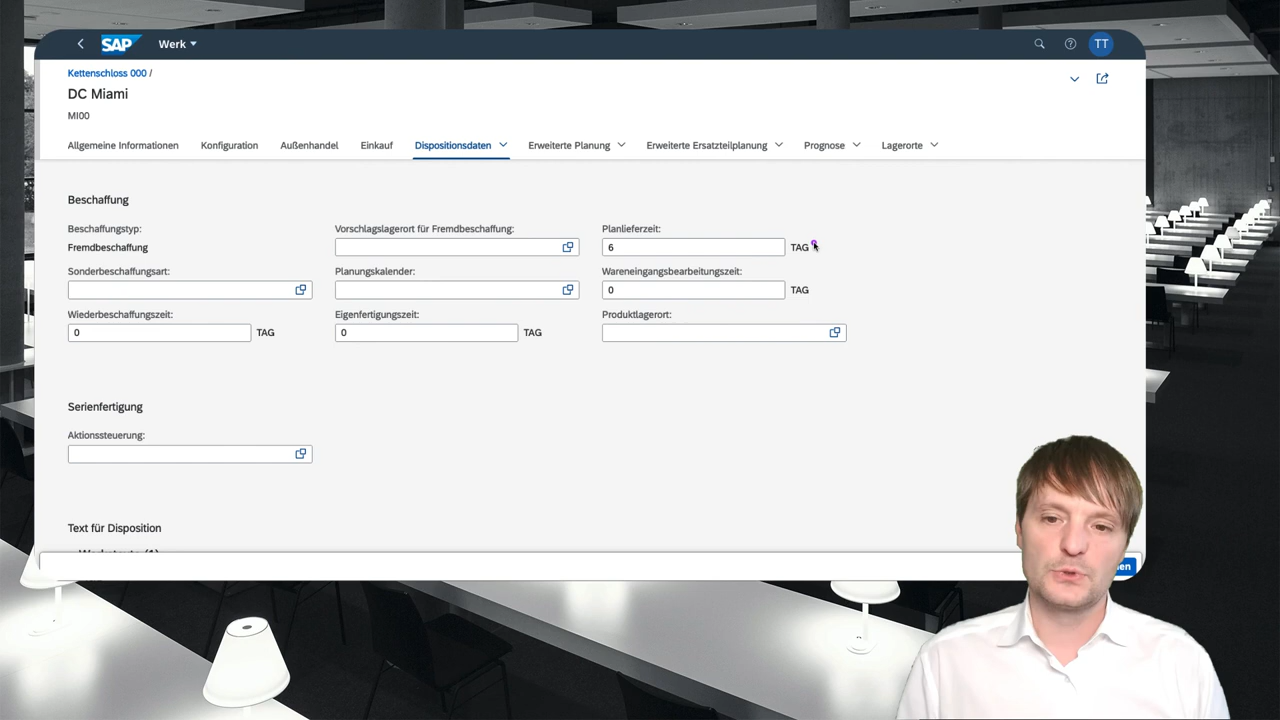 SAP Werk TT
Kettenschloss 000 /
DC Miami
MI00
Allgemeine Informationen Konfiguration Außenhandel Einkauf Dispositionsdaten Erweiterte Planung Erweiterte Ersatzteilplanung Prognose Lagerorte
Beschaffung
Beschaffungstyp: Vorschlagslagerort für Fremdbeschaffung: Planlieferzeit:
Fremdbeschaffung 6 TAG
Sonderbeschaffungsart: Planungskalender: Wareneingangsbearbeitungszeit:
0 TAG
Wiederbeschaffungszeit: Eigenfertigungszeit: Produktlagerort:
0 TAG 0 TAG
Serienfertigung
Aktionssteuerung:
Text für Disposition